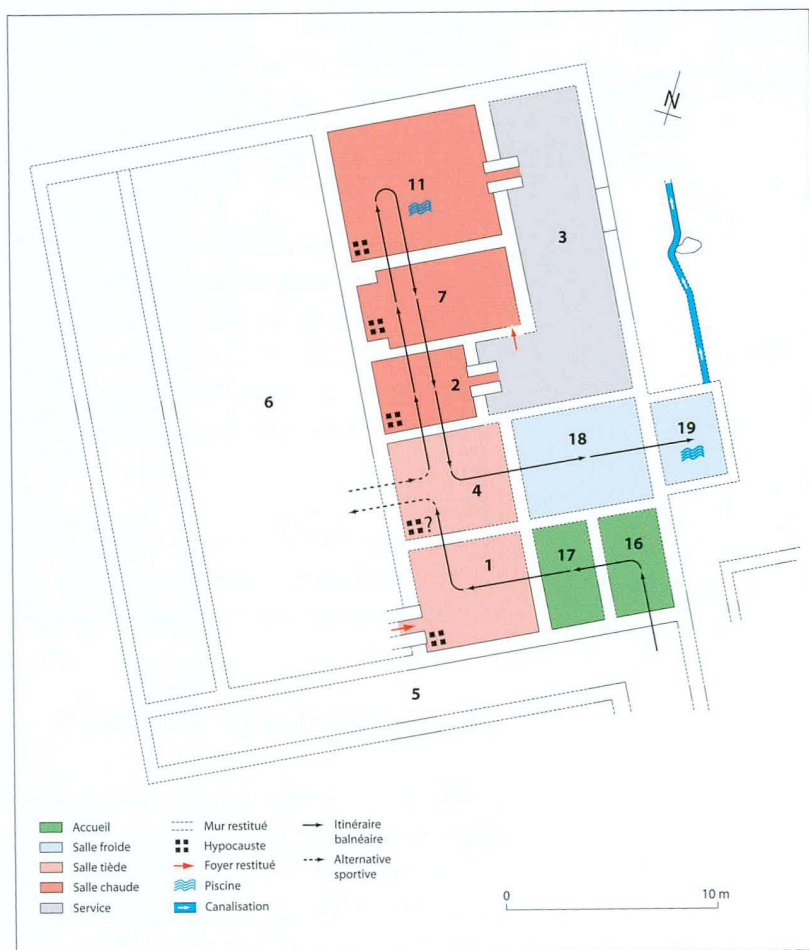 N
11
3
7
2
6
18
19
4
?
1
17
16
5
Accueil
Salle froide
Salle tiède
Salle chaude
Service
Mur restitué
Hypocauste
Foyer restitué
Piscine
Canalisation
Itinéraire
balnéaire
Alternative
sportive
0
10 m